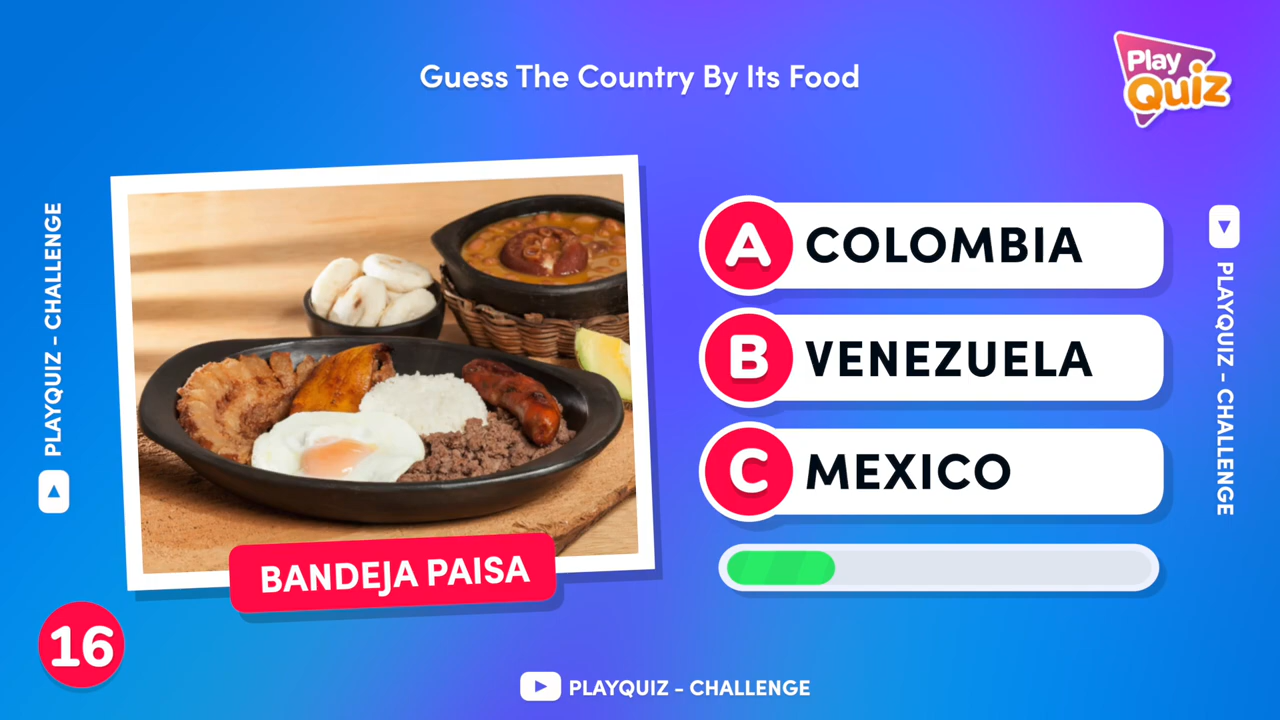 Guess The Country By Its Food
Play
Quiz
PLAYQUIZ - CHALLENGE
BANDEJA PAISA
A COLOMBIA
B VENEZUELA
C MEXICO
PLAYQUIZ - CHALLENGE
16
PLAYQUIZ - CHALLENGE